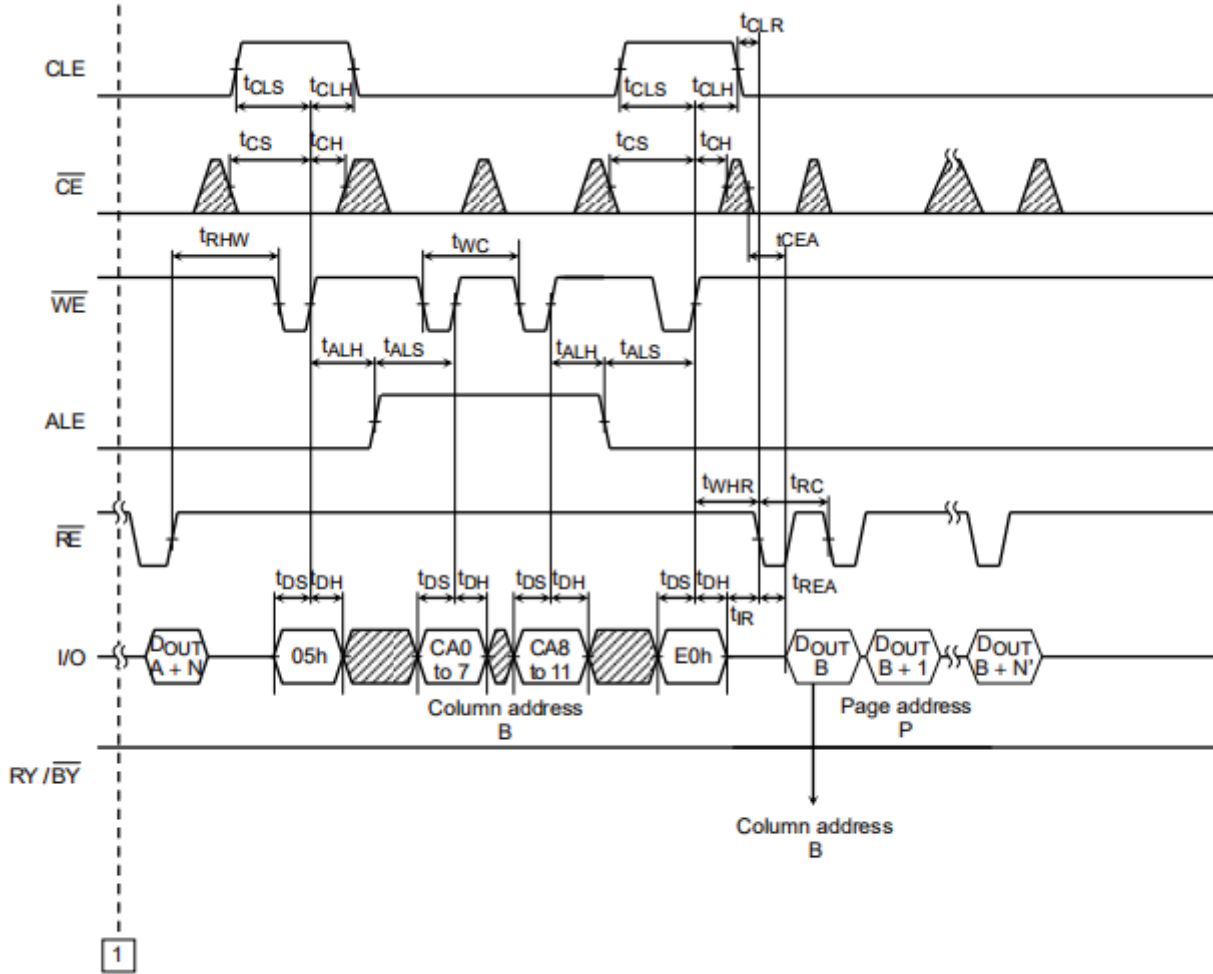 tCLR
CLE
tCLS tCLH tCLS tCLH
tCS tCH tCS tCH
CE
tCEA
tRHW tWC
WE
tALH tALS tALH tALS
ALE
tWHR tRC
RE
tDS tDH tDS tDH tDS tDH tDS tDH tREA
tIR
I/O
DOUT A + N
05h
CA0 to 7
CA8 to 11
E0h
DOUT B
DOUT B + 1
DOUT B + N'
Column address
B
Page address
P
RY / BY
Column address
B
1